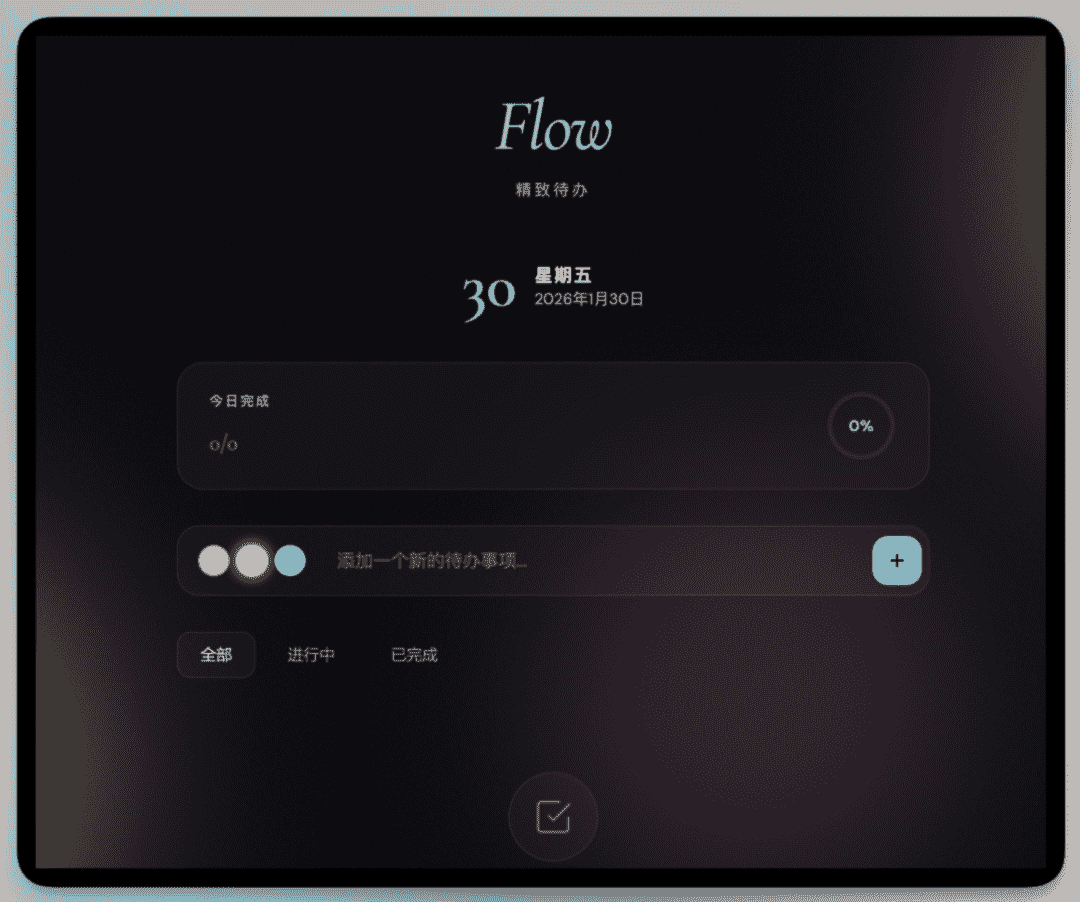 Flow
精致待办
30
星期五
2026年1月30日
今日完成
0/0
0%
添加一个新的待办事项...
+
全部
进行中
已完成